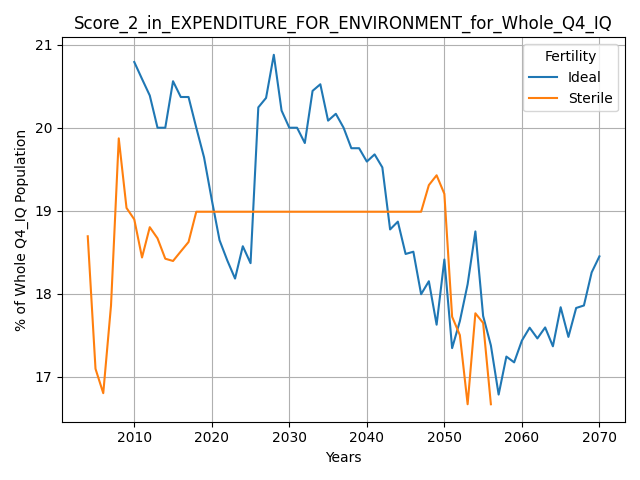 Score_2_in_EXPENDITURE_FOR_ENVIRONMENT_for_Whole_Q4_IQ
Fertility
Ideal
Sterile
% of Whole Q4_IQ Population
21
20
19
18
17
2010
2020
2030
2040
2050
2060
2070
Years